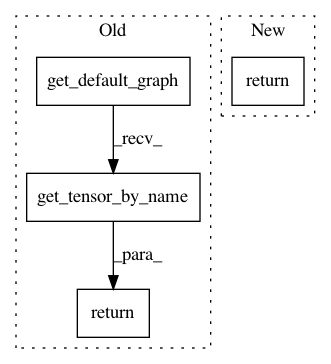 Old
New
get_default_graph
return
_recv_
get_tensor_by_name
_para_
return